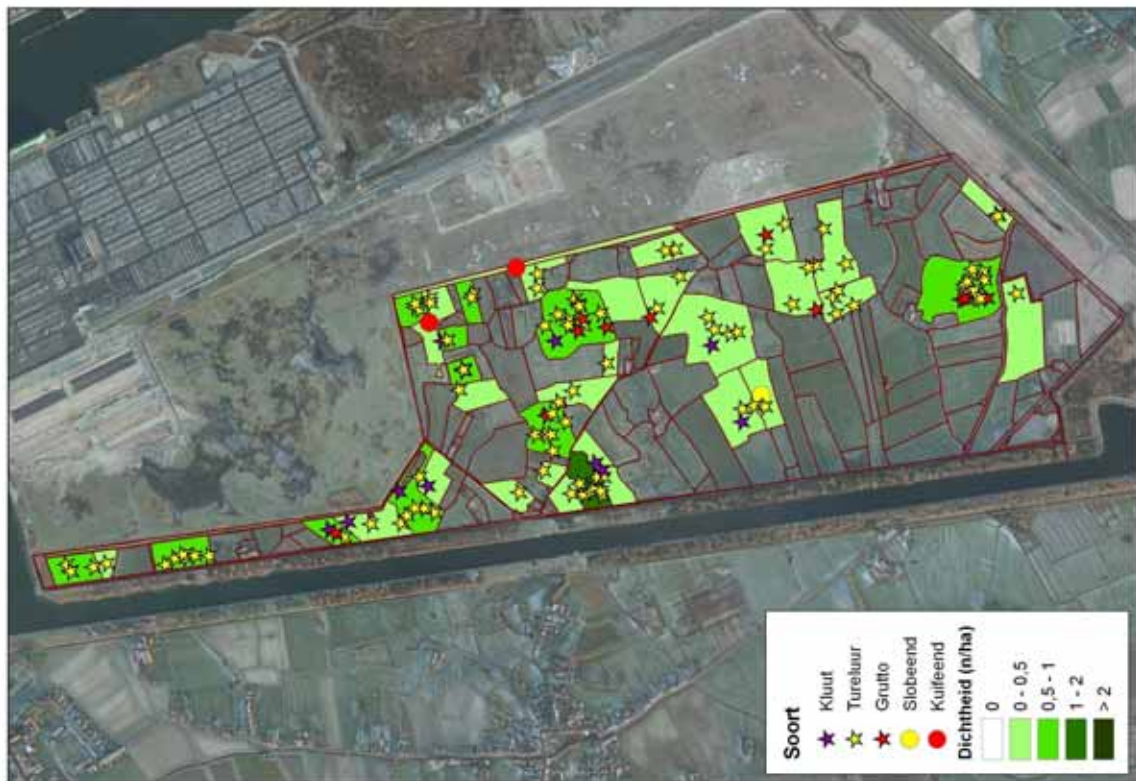 Soort
Kluut
Tureluur
Grutto
Slobeend
Kuifeend
Dichtheid (n/ha)
0
0 - 0,5
0,5 - 1
1 - 2
> 2